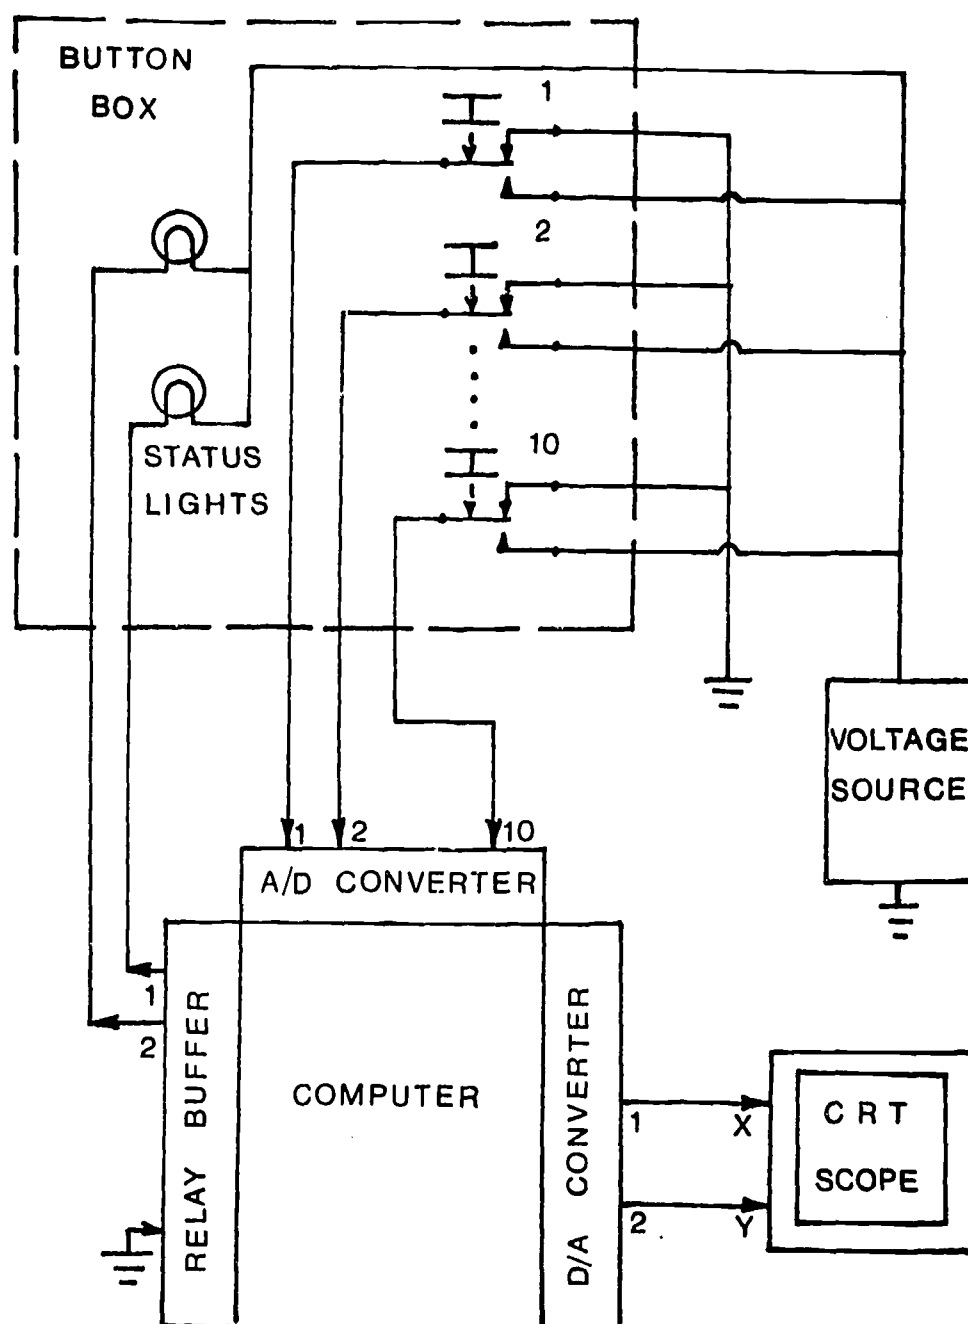 BUTTON
BOX
1
2
10
STATUS
LIGHTS
VOLTAGE
SOURCE
1 2 10
A/D CONVERTER
1
2
RELAY BUFFER
COMPUTER
D/A CONVERTER
1 X
2 Y
CRT
SCOPE